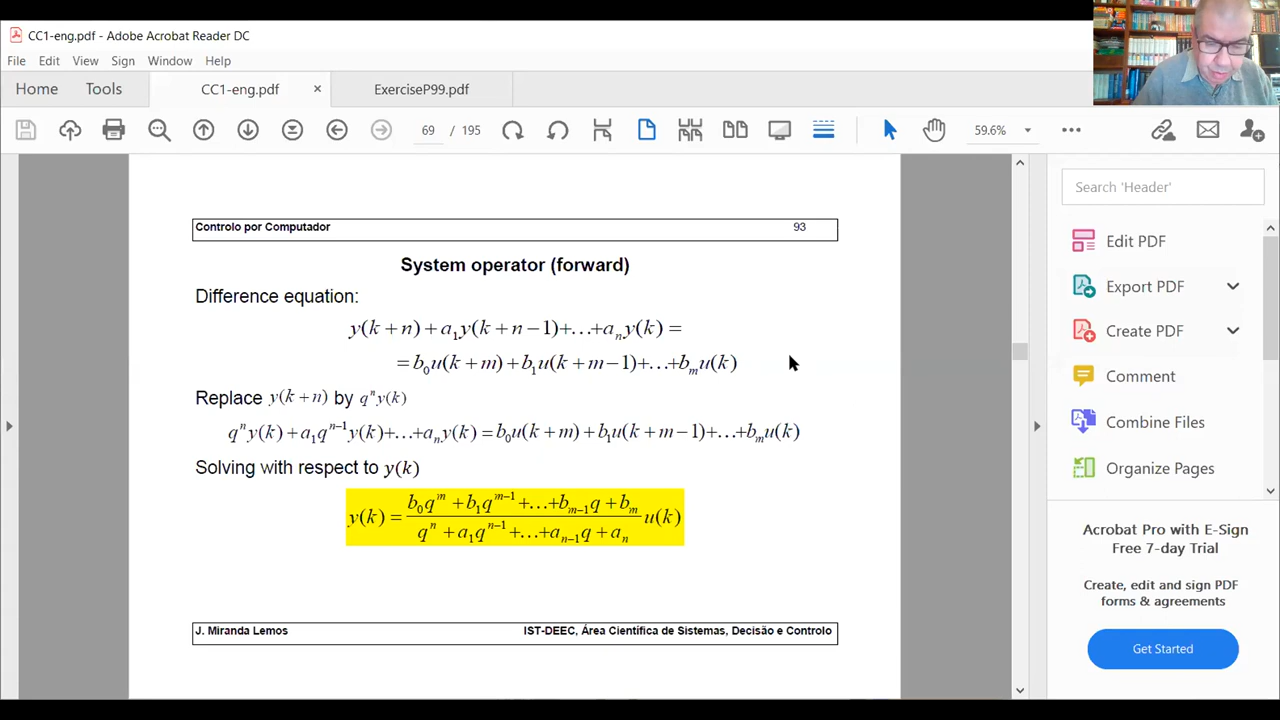 CC1-eng.pdf - Adobe Acrobat Reader DC
File Edit View Sign Window Help
Home Tools CC1-eng.pdf × ExerciseP99.pdf
69 / 195 59.6%
Controlo por Computador 93
System operator (forward)
Difference equation:
y(k+n)+a₁y(k+n−1)+…+aₙy(k)=
=b₀u(k+m)+b₁u(k+m−1)+…+bₘu(k)
Replace y(k+n) by qⁿy(k)
qⁿy(k)+a₁qⁿ⁻¹y(k)+…+aₙy(k)=b₀u(k+m)+b₁u(k+m−1)+…+bₘu(k)
Solving with respect to y(k)
y(k)=(b₀qᵐ+b₁qᵐ⁻¹+…+bₘ₋₁q+bₘ)/(qⁿ+a₁qⁿ⁻¹+…+aₙ₋₁q+aₙ) u(k)
J. Miranda Lemos IST-DEEC, Área Científica de Sistemas, Decisão e Controlo
Search 'Header'
Edit PDF
Export PDF
Create PDF
Comment
Combine Files
Organize Pages
Acrobat Pro with E-Sign
Free 7-day Trial
Create, edit and sign PDF
forms & agreements
Get Started